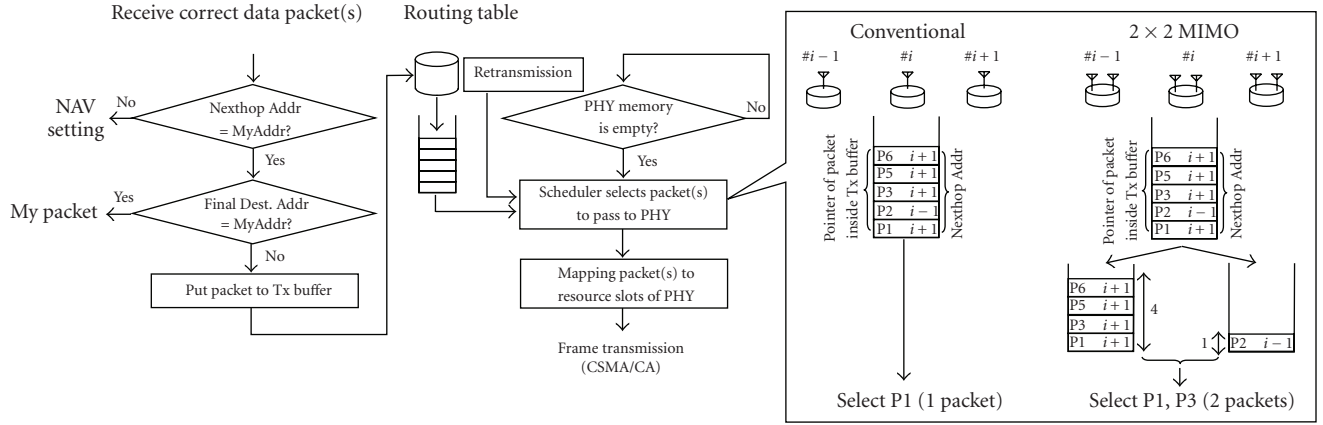 Receive correct data packet(s)
Nexthop Addr
= MyAddr?
No
NAV
setting
Yes
Final Dest. Addr
= MyAddr?
Yes
My packet
No
Put packet to Tx buffer
Routing table
Retransmission
PHY memory
is empty?
No
Yes
Scheduler selects packet(s)
to pass to PHY
Mapping packet(s) to
resource slots of PHY
Frame transmission
(CSMA/CA)
Conventional
#i − 1
#i
#i + 1
Pointer of packet
inside Tx buffer
P6 i + 1
P5 i + 1
P3 i + 1
P2 i − 1
P1 i + 1
Nexthop Addr
Select P1 (1 packet)
2 × 2 MIMO
#i − 1
#i
#i + 1
Pointer of packet
inside Tx buffer
P6 i + 1
P5 i + 1
P3 i + 1
P2 i − 1
P1 i + 1
Nexthop Addr
P6 i + 1
P5 i + 1
P3 i + 1
P1 i + 1
4
1
P2 i − 1
Select P1, P3 (2 packets)